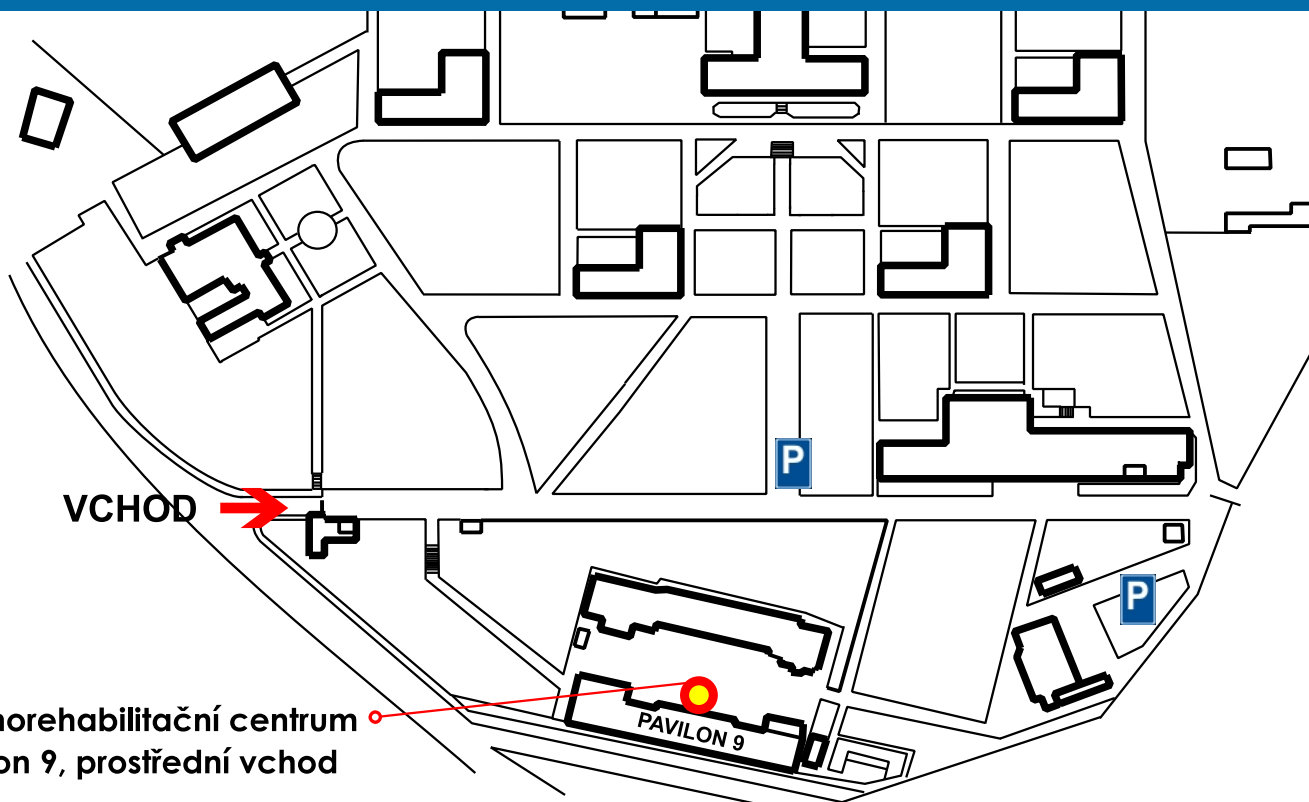 P
VCHOD
P
norehabilitační centrum
on 9, prostřední vchod
PAVILON 9